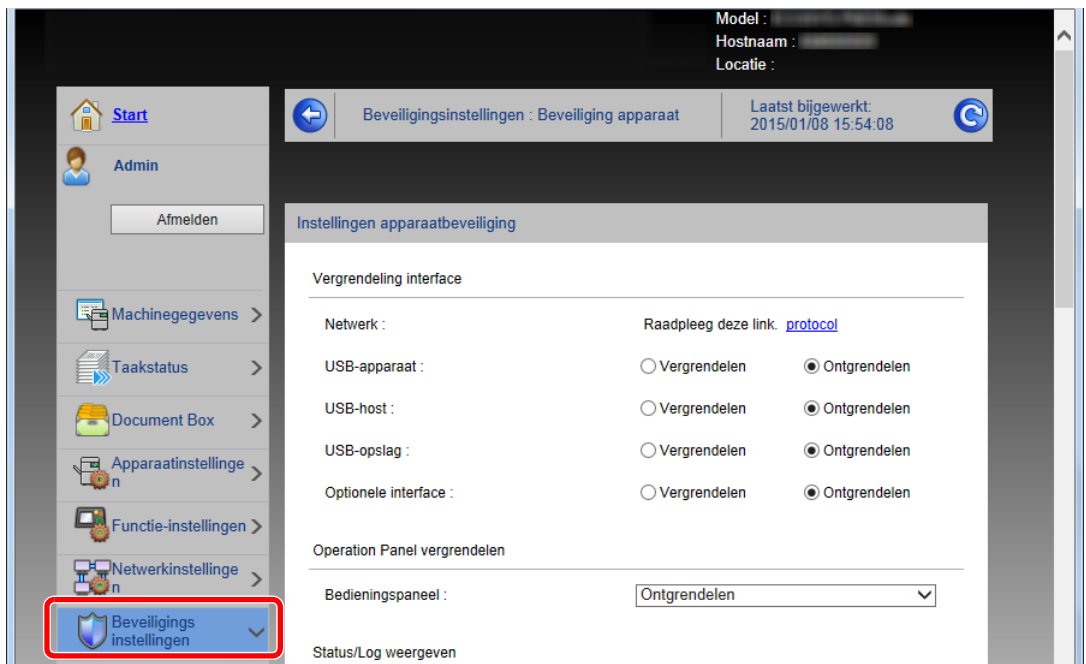 Model :
Hostnaam :
Locatie :
Start
Admin
Afmelden
Machinegegevens
Taakstatus
Document Box
Apparaatinstellinge
n
Functie-instellingen
Netwerkinstellinge
n
Beveiligings
instellingen
Beveiligingsinstellingen : Beveiliging apparaat
Laatst bijgewerkt:
2015/01/08 15:54:08
Instellingen apparaatbeveiliging
Vergrendeling interface
Netwerk : Raadpleeg deze link. protocol
USB-apparaat : Vergrendelen Ontgrendelen
USB-host : Vergrendelen Ontgrendelen
USB-opslag : Vergrendelen Ontgrendelen
Optionele interface : Vergrendelen Ontgrendelen
Operation Panel vergrendelen
Bedieningspaneel : Ontgrendelen
Status/Log weergeven